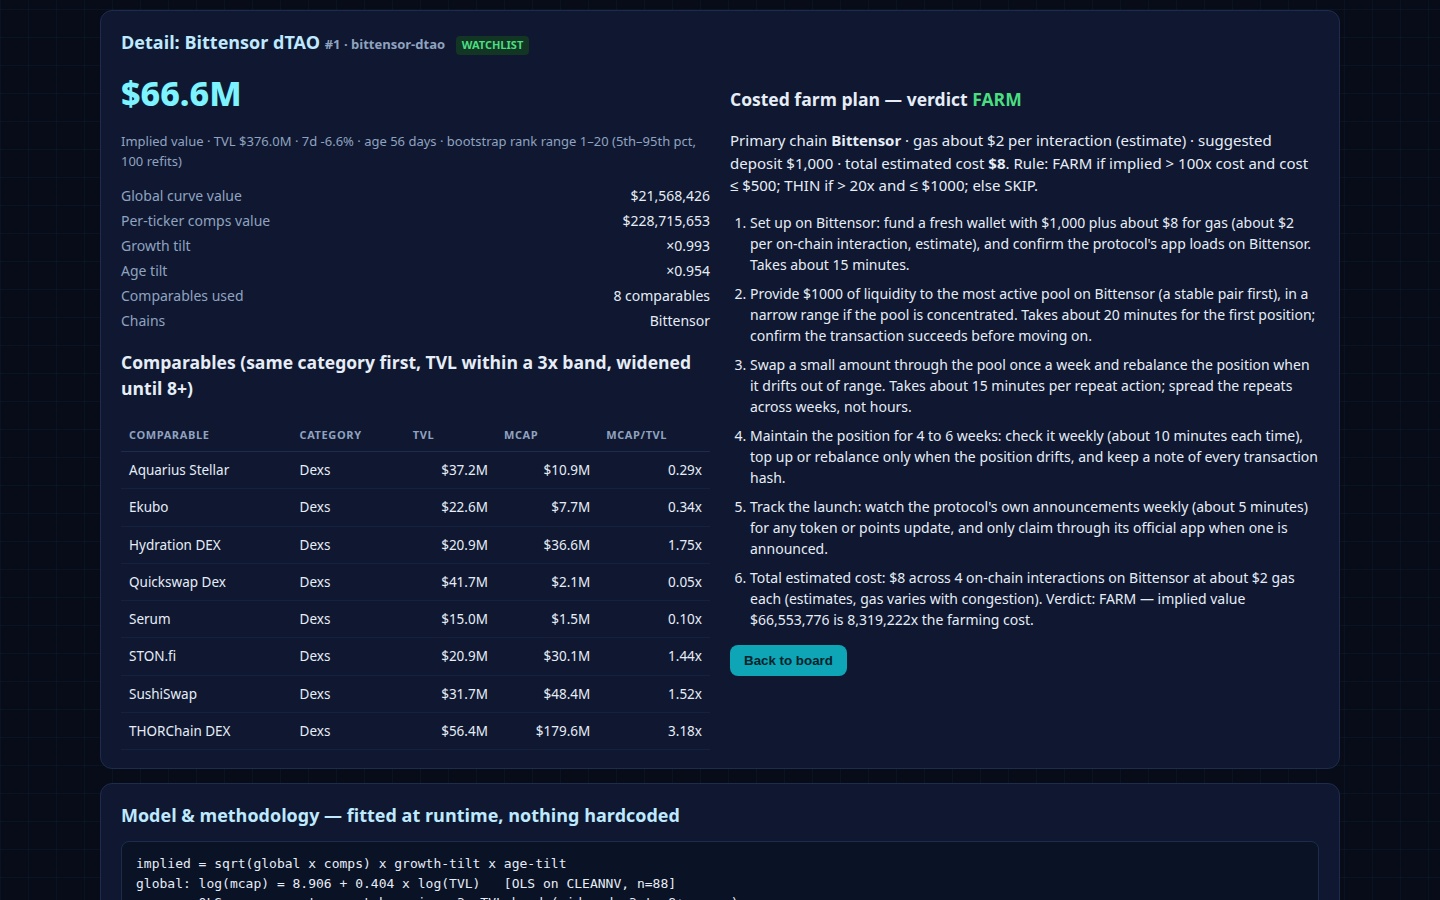 Detail: Bittensor dTAO #1 · bittensor-dtao WATCHLIST
$66.6M
Implied value · TVL $376.0M · 7d -6.6% · age 56 days · bootstrap rank range 1–20 (5th–95th pct,
100 refits)
Global curve value $21,568,426
Per-ticker comps value $228,715,653
Growth tilt ×0.993
Age tilt ×0.954
Comparables used 8 comparables
Chains Bittensor
Comparables (same category first, TVL within a 3x band, widened
until 8+)
COMPARABLE CATEGORY TVL MCAP MCAP/TVL
Aquarius Stellar Dexs $37.2M $10.9M 0.29x
Ekubo Dexs $22.6M $7.7M 0.34x
Hydration DEX Dexs $20.9M $36.6M 1.75x
Quickswap Dex Dexs $41.7M $2.1M 0.05x
Serum Dexs $15.0M $1.5M 0.10x
STON.fi Dexs $20.9M $30.1M 1.44x
SushiSwap Dexs $31.7M $48.4M 1.52x
THORChain DEX Dexs $56.4M $179.6M 3.18x
Costed farm plan — verdict FARM
Primary chain Bittensor · gas about $2 per interaction (estimate) · suggested
deposit $1,000 · total estimated cost $8. Rule: FARM if implied > 100x cost and cost
≤ $500; THIN if > 20x and ≤ $1000; else SKIP.
1. Set up on Bittensor: fund a fresh wallet with $1,000 plus about $8 for gas (about $2
per on-chain interaction, estimate), and confirm the protocol's app loads on Bittensor.
Takes about 15 minutes.
2. Provide $1000 of liquidity to the most active pool on Bittensor (a stable pair first), in a
narrow range if the pool is concentrated. Takes about 20 minutes for the first position;
confirm the transaction succeeds before moving on.
3. Swap a small amount through the pool once a week and rebalance the position when
it drifts out of range. Takes about 15 minutes per repeat action; spread the repeats
across weeks, not hours.
4. Maintain the position for 4 to 6 weeks: check it weekly (about 10 minutes each time),
top up or rebalance only when the position drifts, and keep a note of every transaction
hash.
5. Track the launch: watch the protocol's own announcements weekly (about 5 minutes)
for any token or points update, and only claim through its official app when one is
announced.
6. Total estimated cost: $8 across 4 on-chain interactions on Bittensor at about $2 gas
each (estimates, gas varies with congestion). Verdict: FARM — implied value
$66,553,776 is 8,319,222x the farming cost.
Back to board
Model & methodology — fitted at runtime, nothing hardcoded
implied = sqrt(global x comps) x growth-tilt x age-tilt
global: log(mcap) = 8.906 + 0.404 x log(TVL) [OLS on CLEANNV, n=88]